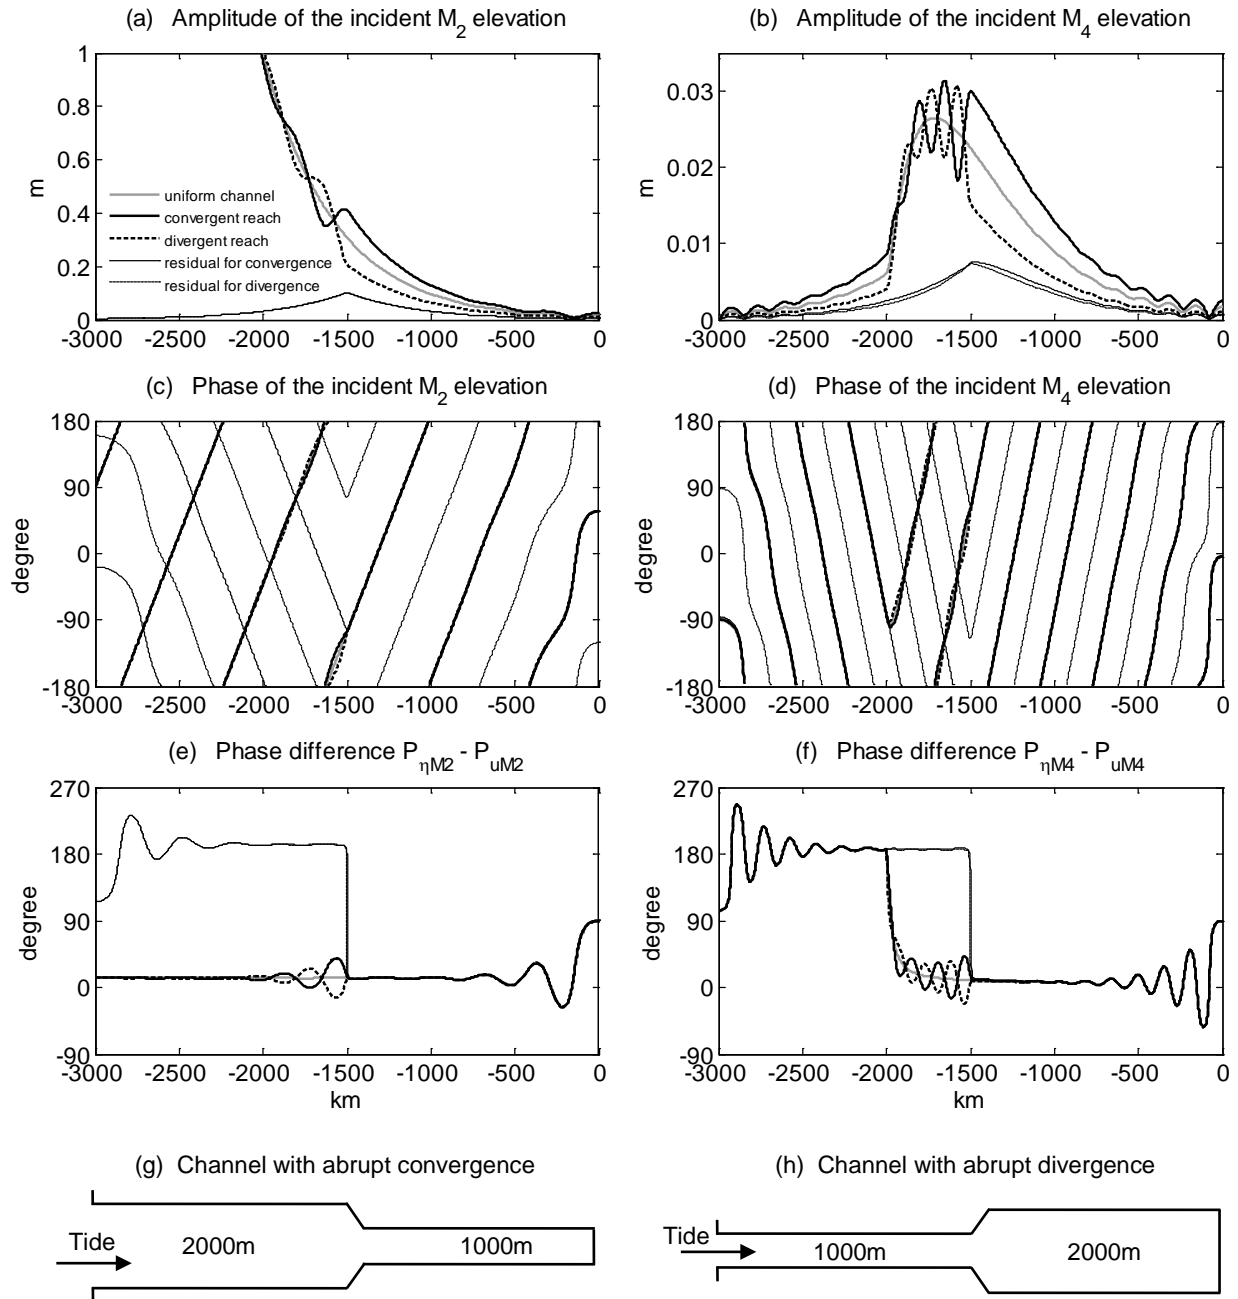 (a) Amplitude of the incident M2 elevation
(b) Amplitude of the incident M4 elevation
1
0.8
0.6
0.4
0.2
0
m
uniform channel
convergent reach
divergent reach
residual for convergence
residual for divergence
-3000 -2500 -2000 -1500 -1000 -500 0
0.03
0.02
0.01
0
m
-3000 -2500 -2000 -1500 -1000 -500 0
(c) Phase of the incident M2 elevation
(d) Phase of the incident M4 elevation
180
90
0
-90
-180
degree
-3000 -2500 -2000 -1500 -1000 -500 0
180
90
0
-90
-180
degree
-3000 -2500 -2000 -1500 -1000 -500 0
(e) Phase difference PηM2 - PuM2
(f) Phase difference PηM4 - PuM4
270
180
90
0
-90
degree
-3000 -2500 -2000 -1500 -1000 -500 0
km
270
180
90
0
-90
degree
-3000 -2500 -2000 -1500 -1000 -500 0
km
(g) Channel with abrupt convergence
(h) Channel with abrupt divergence
Tide
2000m
1000m
Tide
1000m
2000m